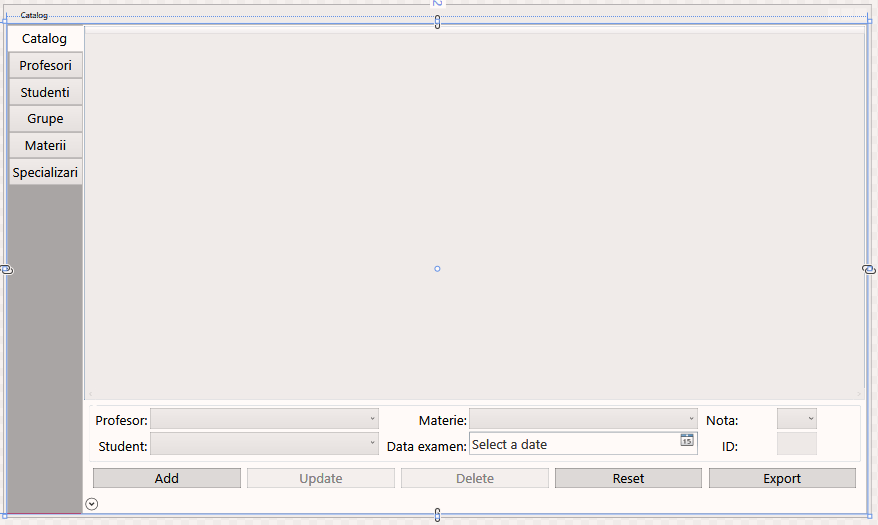 Catalog
Catalog
Profesori
Studenti
Grupe
Materii
Specializari
Profesor: Materie: Nota:
Student: Data examen: Select a date 15 ID:
Add Update Delete Reset Export